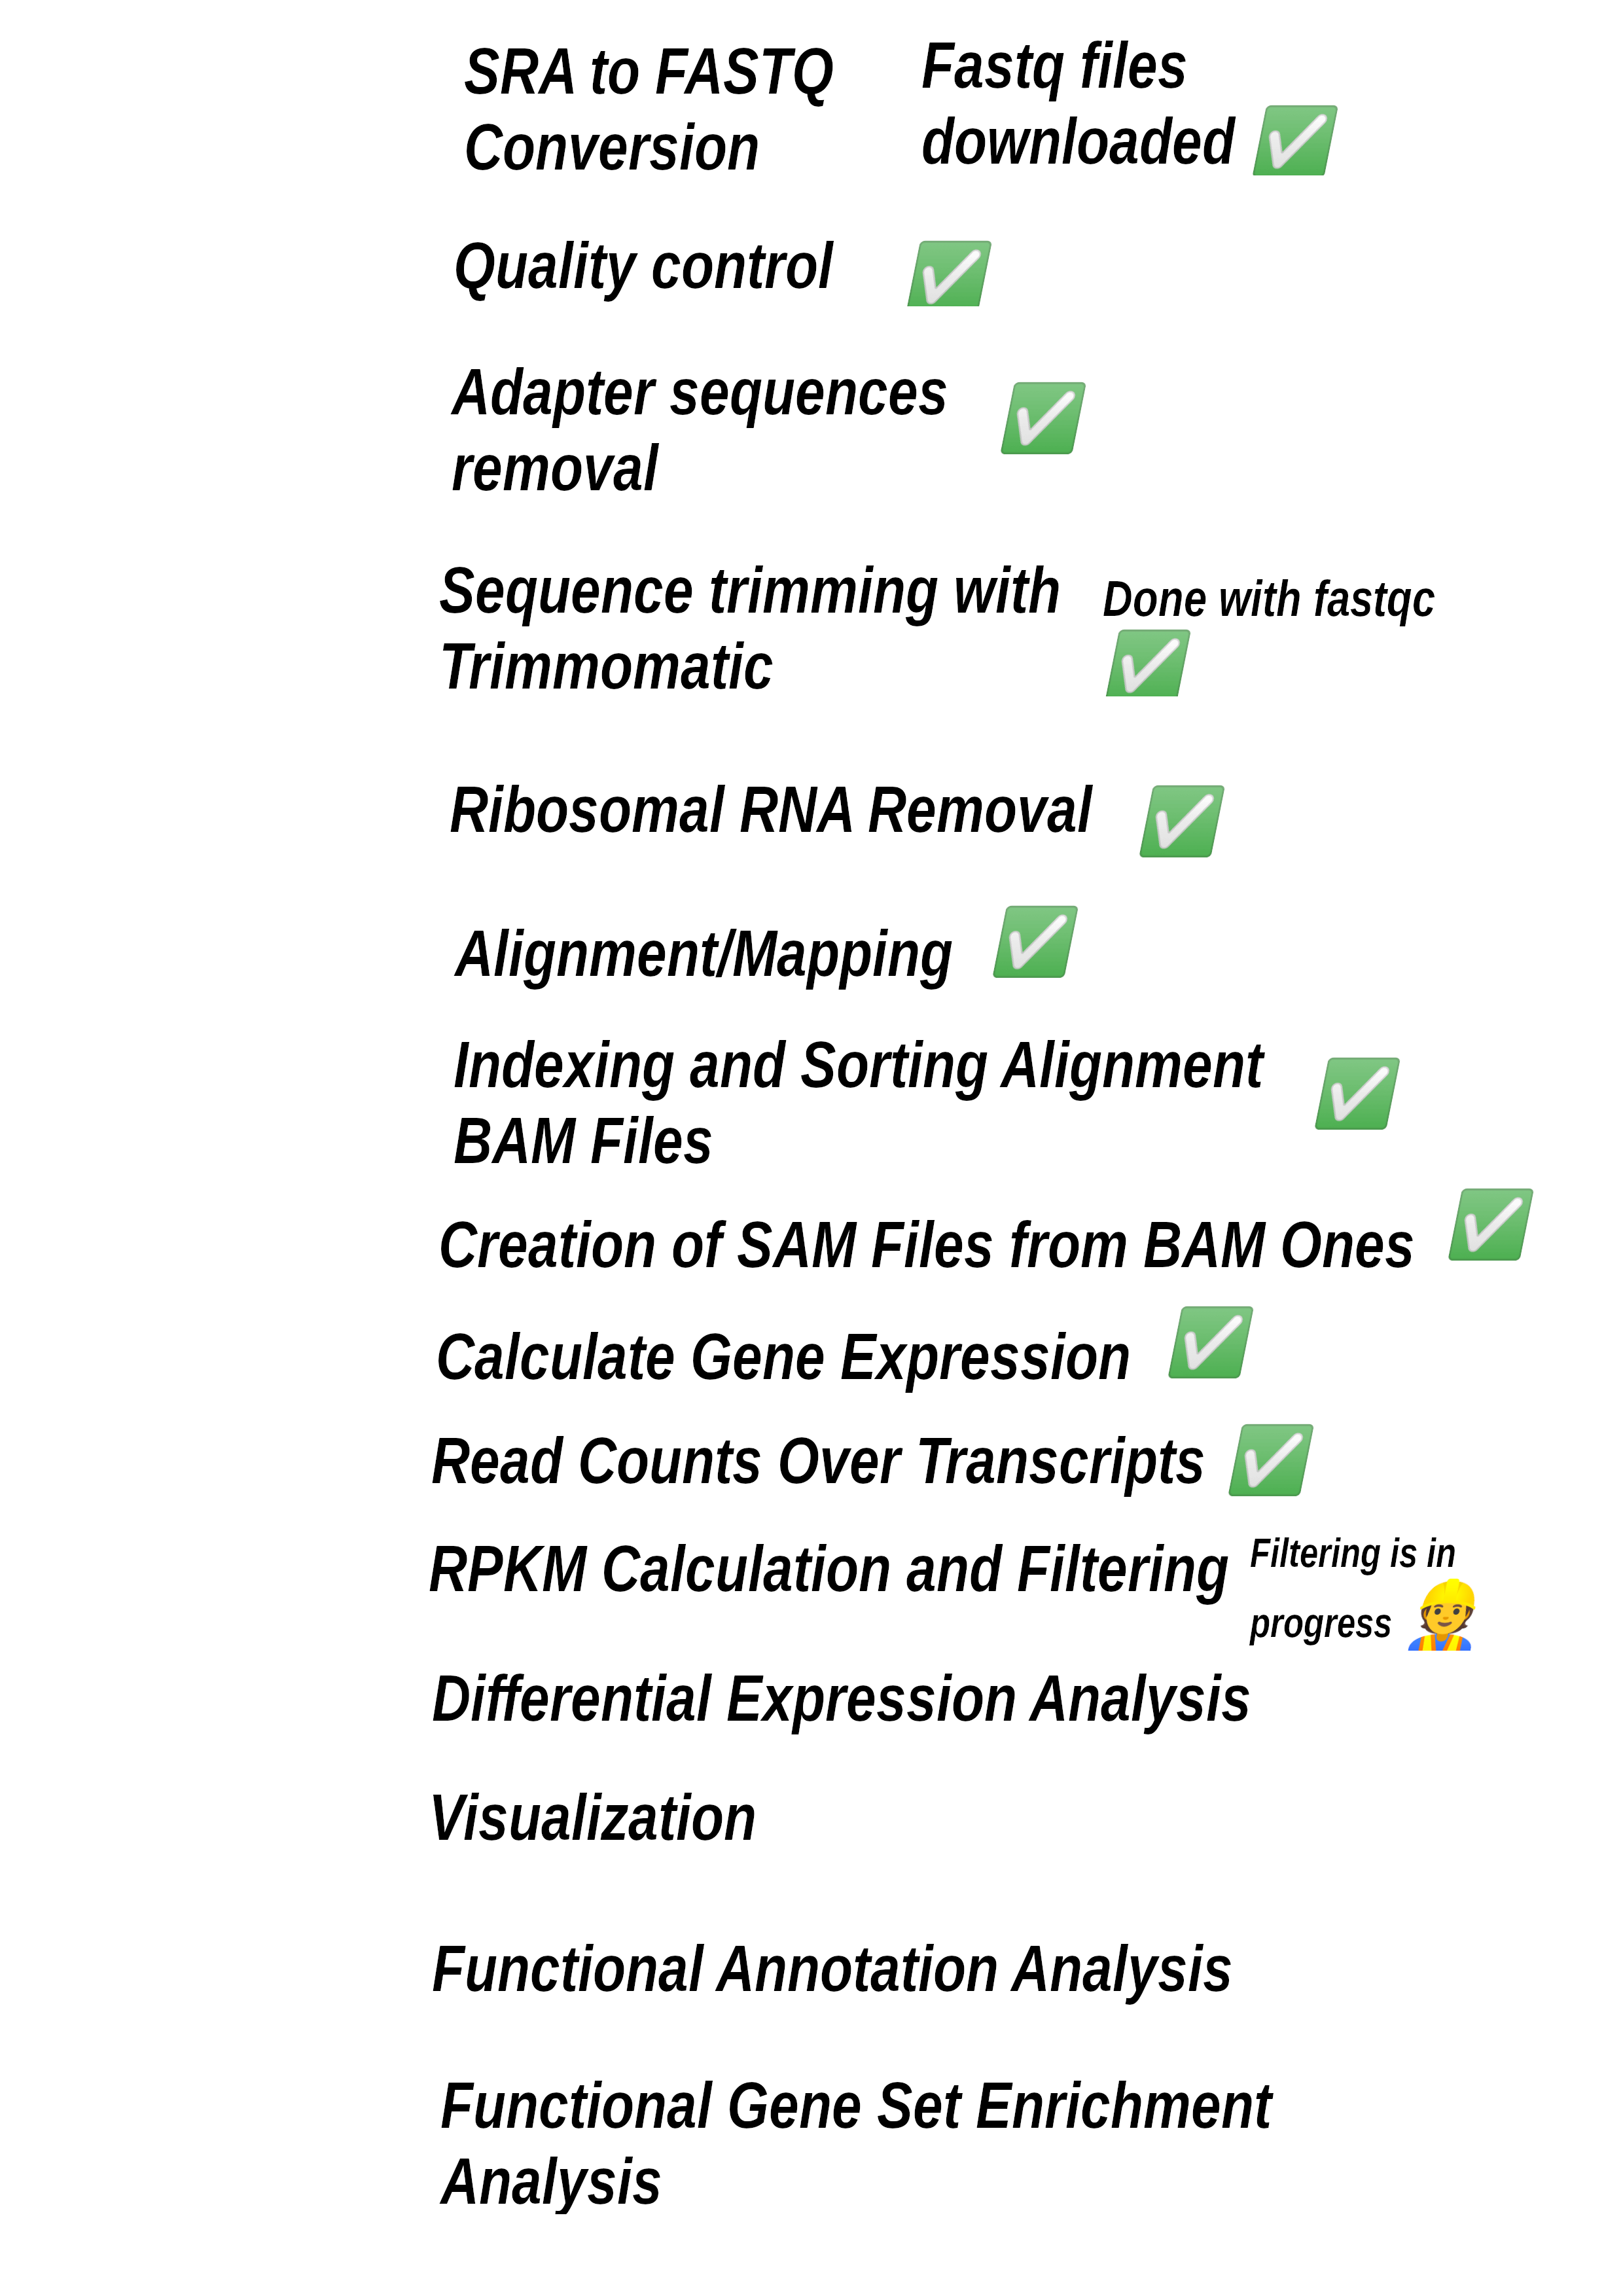 SRA to FASTQ
Conversion
Fastq files
downloaded ✅
Quality control ✅
Adapter sequences
removal ✅
Sequence trimming with
Trimmomatic
Done with fastqc
✅
Ribosomal RNA Removal ✅
Alignment/Mapping ✅
Indexing and Sorting Alignment
BAM Files ✅
Creation of SAM Files from BAM Ones ✅
Calculate Gene Expression ✅
Read Counts Over Transcripts ✅
RPKM Calculation and Filtering
Filtering is in
progress 👷
Differential Expression Analysis
Visualization
Functional Annotation Analysis
Functional Gene Set Enrichment
Analysis